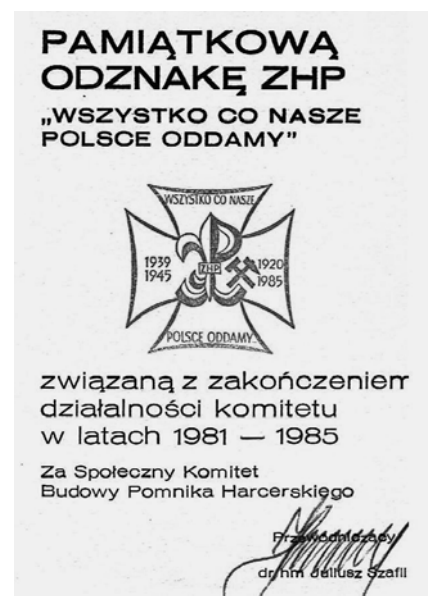 PAMIĄTKOWĄ
ODZNAKĘ ZHP
„WSZYSTKO CO NASZE
POLSCE ODDAMY”
WSZYSTKO CO NASZE
1939
1945
ZHP
1920
1985
POLSCE ODDAMY...
związaną z zakończeniem
działalności komitetu
w latach 1981 — 1985
Za Społeczny Komitet
Budowy Pomnika Harcerskiego
Przewodniczący
dr hm Juliusz